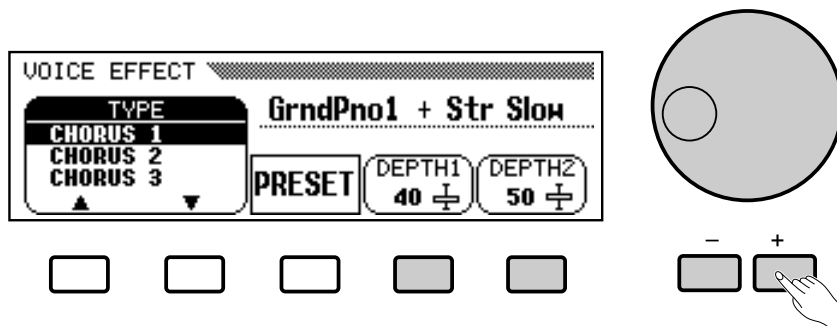 VOICE EFFECT
TYPE
CHORUS 1
CHORUS 2
CHORUS 3
▲ ▼
GrndPno1 + Str Slow
PRESET
DEPTH1
40
DEPTH2
50
− +